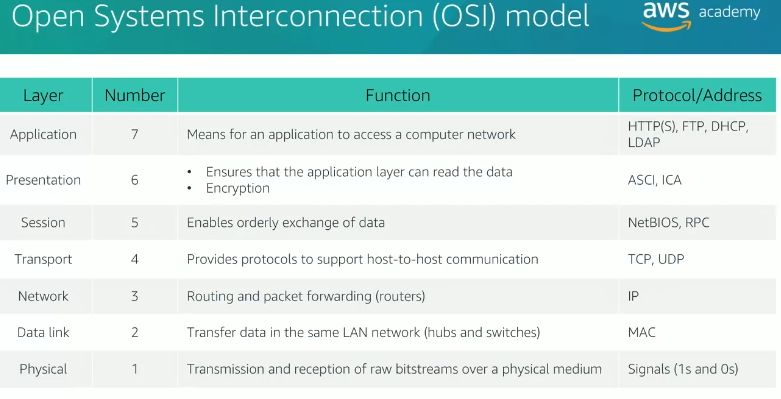 Open Systems Interconnection (OSI) model
aws academy
Layer Number Function Protocol/Address
Application 7 Means for an application to access a computer network HTTP(S), FTP, DHCP,
LDAP
Presentation 6 • Ensures that the application layer can read the data
• Encryption ASCI, ICA
Session 5 Enables orderly exchange of data NetBIOS, RPC
Transport 4 Provides protocols to support host-to-host communication TCP, UDP
Network 3 Routing and packet forwarding (routers) IP
Data link 2 Transfer data in the same LAN network (hubs and switches) MAC
Physical 1 Transmission and reception of raw bitstreams over a physical medium Signals (1s and 0s)